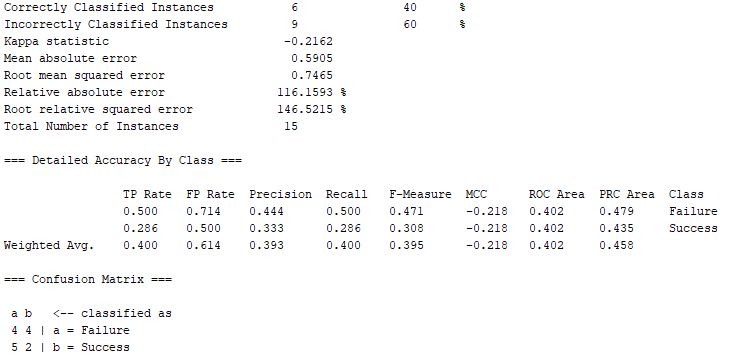 Correctly Classified Instances 6 40 %
Incorrectly Classified Instances 9 60 %
Kappa statistic -0.2162
Mean absolute error 0.5905
Root mean squared error 0.7465
Relative absolute error 116.1593 %
Root relative squared error 146.5215 %
Total Number of Instances 15
=== Detailed Accuracy By Class ===
TP Rate FP Rate Precision Recall F-Measure MCC ROC Area PRC Area Class
0.500 0.714 0.444 0.500 0.471 -0.218 0.402 0.479 Failure
0.286 0.500 0.333 0.286 0.308 -0.218 0.402 0.435 Success
Weighted Avg. 0.400 0.614 0.393 0.400 0.395 -0.218 0.402 0.458
=== Confusion Matrix ===
a b <-- classified as
4 4 | a = Failure
5 2 | b = Success